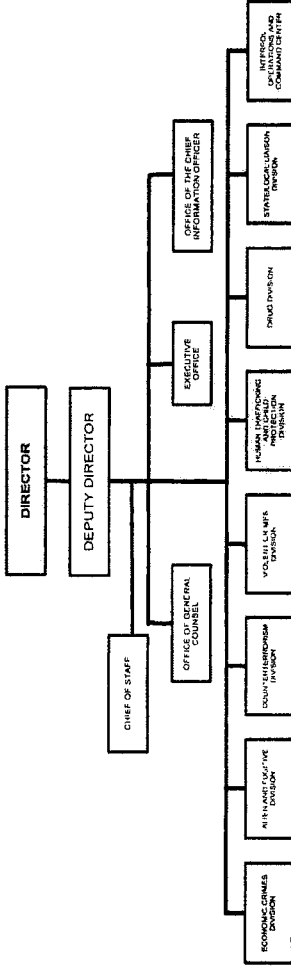 DIRECTOR
DEPUTY DIRECTOR
CHIEF OF STAFF
OFFICE OF GENERAL
COUNSEL
EXECUTIVE
OFFICE
OFFICE OF THE CHIEF
INFORMATION OFFICER
ECONOMIC CRIMES
DIVISION
ALIEN AND FUGITIVE
DIVISION
COUNTERTERRORISM
DIVISION
VIOLENT CRIMES
DIVISION
HUMAN TRAFFICKING
AND CHILD
PROTECTION
DIVISION
DRUG DIVISION
STATE/LOCAL LIAISON
DIVISION
INTERPOL
OPERATIONS AND
COMMAND CENTER